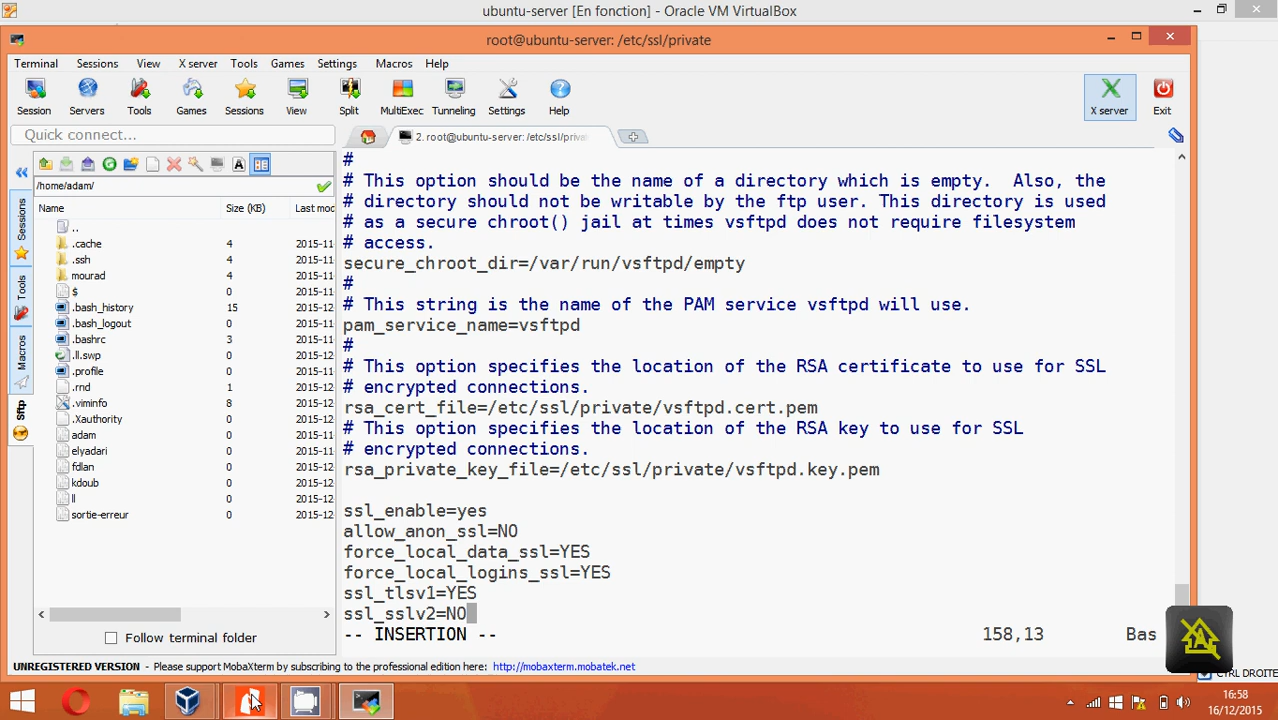 ubuntu-server [En fonction] - Oracle VM VirtualBox
root@ubuntu-server: /etc/ssl/private
Terminal Sessions View X server Tools Games Settings Macros Help
Session Servers Tools Games Sessions View Split MultiExec Tunneling Settings Help X server Exit
Quick connect...
2. root@ubuntu-server: /etc/ssl/priva
/home/adam/
Name Size (KB) Last mod
..
.cache 4 2015-11
.ssh 4 2015-11
mourad 4 2015-11
$ 0 2015-11
.bash_history 15 2015-12
.bash_logout 0 2015-11
.bashrc 3 2015-11
.ll.swp 0 2015-12
.profile 0 2015-11
.rnd 1 2015-12
.viminfo 8 2015-12
.Xauthority 0 2015-12
adam 0 2015-12
elyadari 0 2015-12
fdlan 0 2015-12
kdoub 0 2015-12
ll 0 2015-12
sortie-erreur 0 2015-12
Follow terminal folder
Sessions
Tools
Macros
Sftp
#
# This option should be the name of a directory which is empty.  Also, the
# directory should not be writable by the ftp user. This directory is used
# as a secure chroot() jail at times vsftpd does not require filesystem
# access.
secure_chroot_dir=/var/run/vsftpd/empty
#
# This string is the name of the PAM service vsftpd will use.
pam_service_name=vsftpd
#
# This option specifies the location of the RSA certificate to use for SSL
# encrypted connections.
rsa_cert_file=/etc/ssl/private/vsftpd.cert.pem
# This option specifies the location of the RSA key to use for SSL
# encrypted connections.
rsa_private_key_file=/etc/ssl/private/vsftpd.key.pem
ssl_enable=yes
allow_anon_ssl=NO
force_local_data_ssl=YES
force_local_logins_ssl=YES
ssl_tlsv1=YES
ssl_sslv2=NO
-- INSERTION -- 158,13 Bas
UNREGISTERED VERSION - Please support MobaXterm by subscribing to the professional edition here: http://mobaxterm.mobatek.net
CTRL DROITE
16:58
16/12/2015